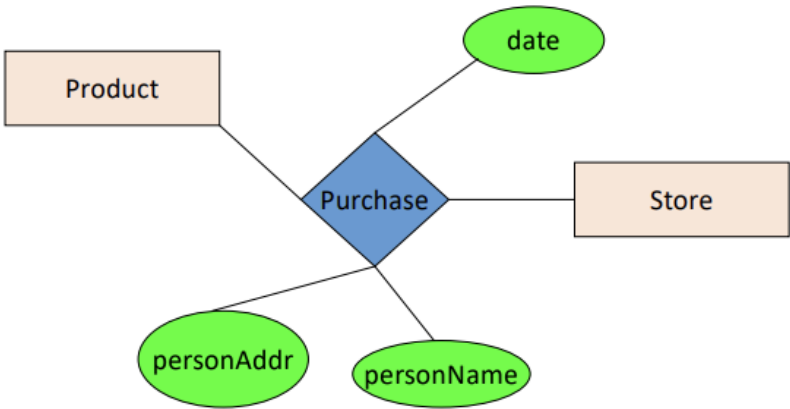 date
Product
Purchase
Store
personAddr
personName